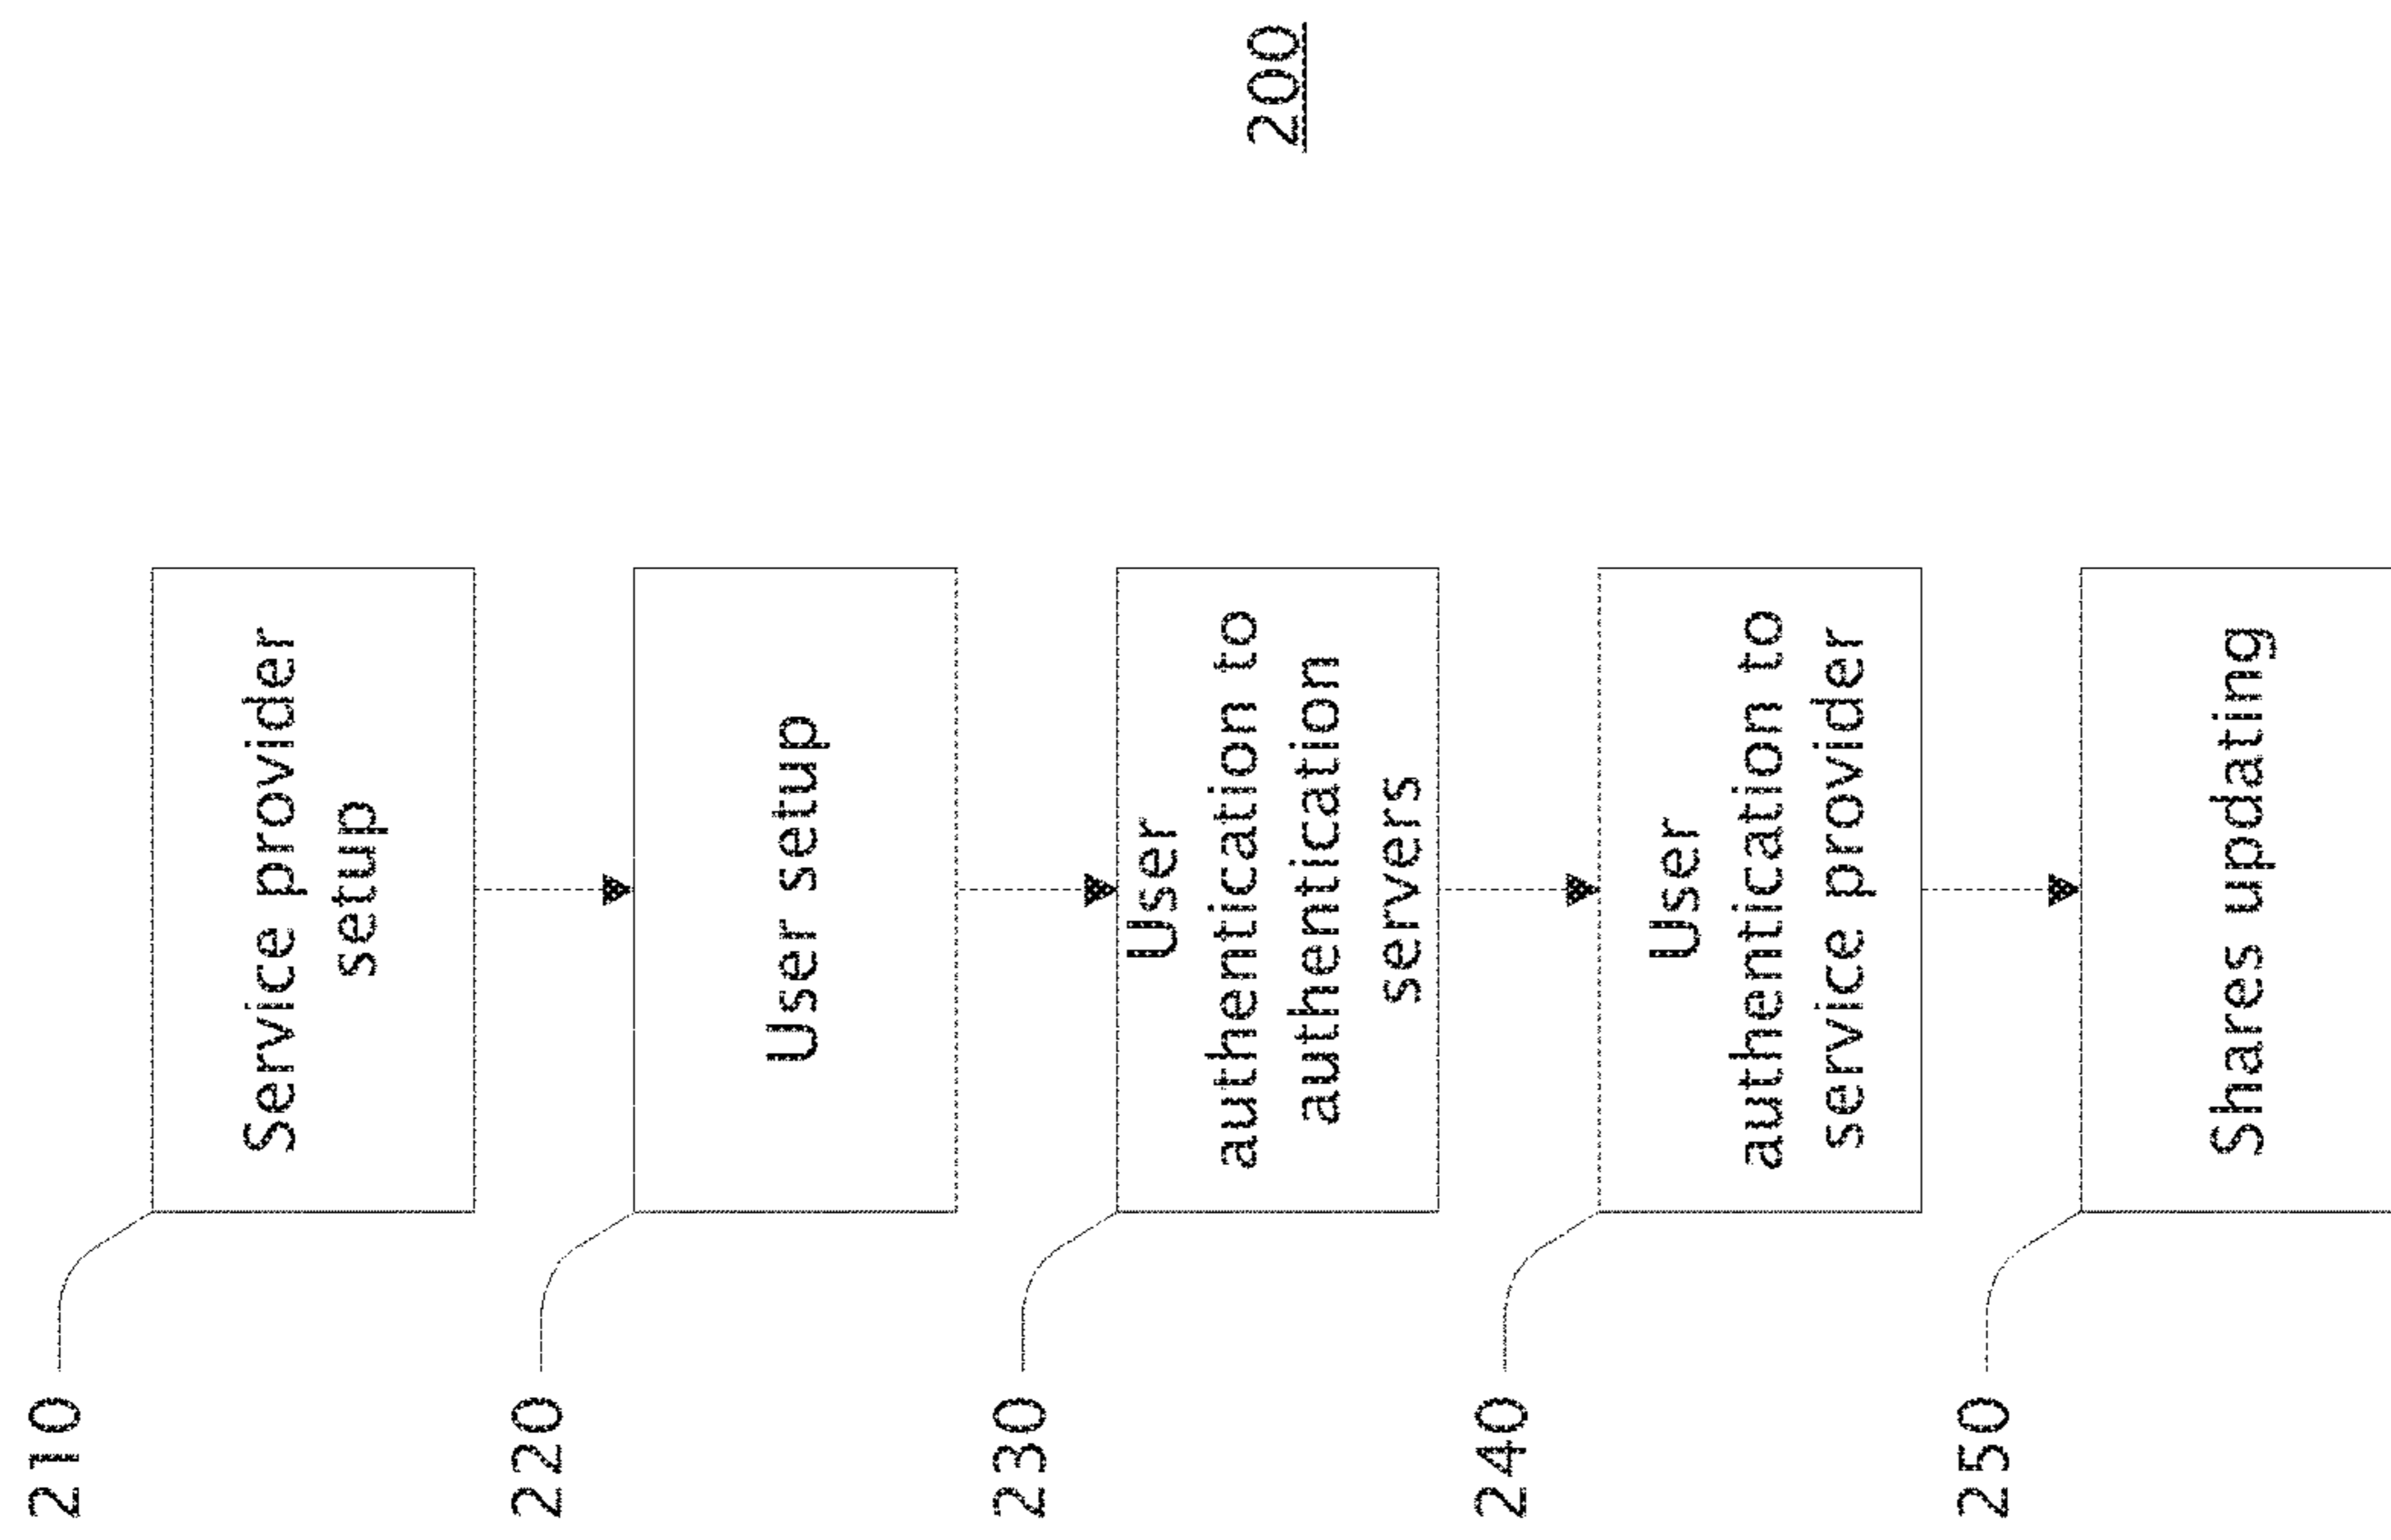 200
210
Service provider
setup
220
User setup
230
User
authentication to
authentication
servers
240
User
authentication to
service provider
250
Shares updating